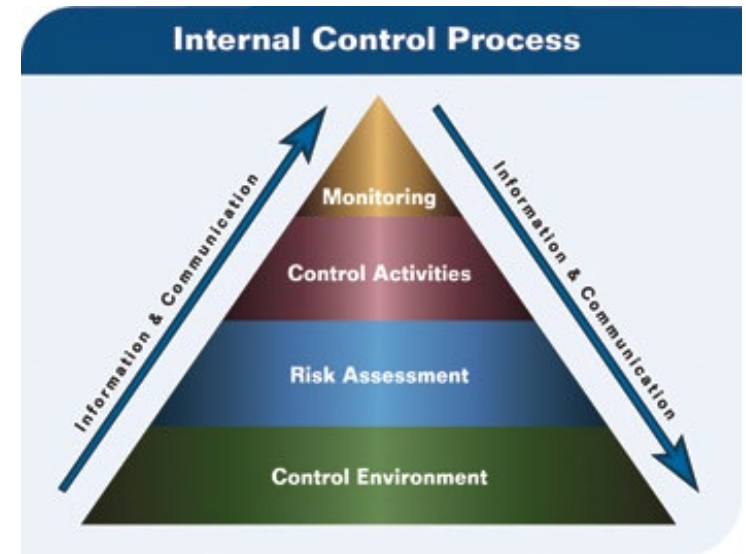 Internal Control Process
Information & Communication
Information & Communication
Monitoring
Control Activities
Risk Assessment
Control Environment